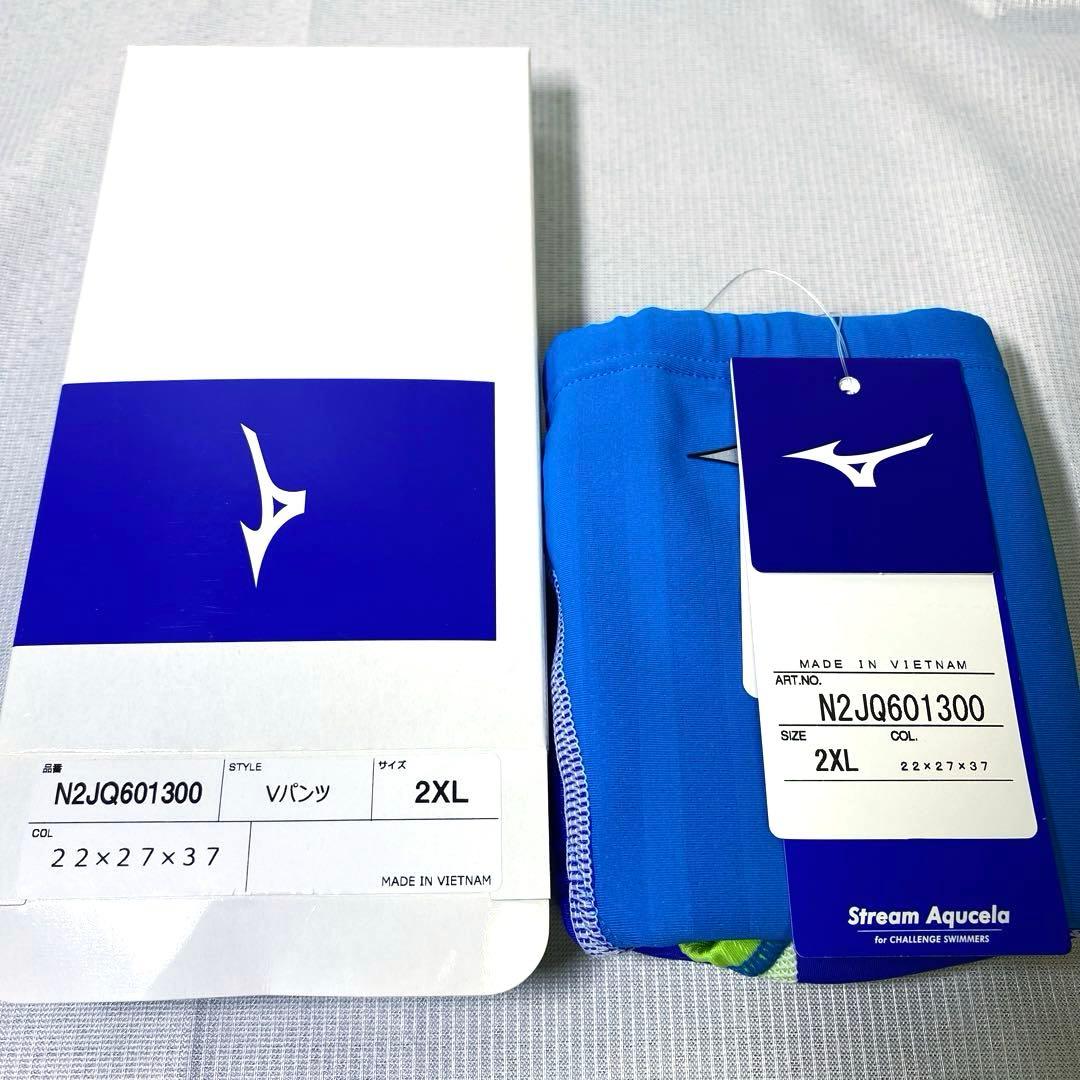 品番
N2JQ601300
STYLE
Vパンツ
サイズ
2XL
COL
22×27×37
MADE IN VIETNAM
MADE IN VIETNAM
ART.NO.
N2JQ601300
SIZE
2XL
COL.
22×27×37
Stream Aqucela
for CHALLENGE SWIMMERS